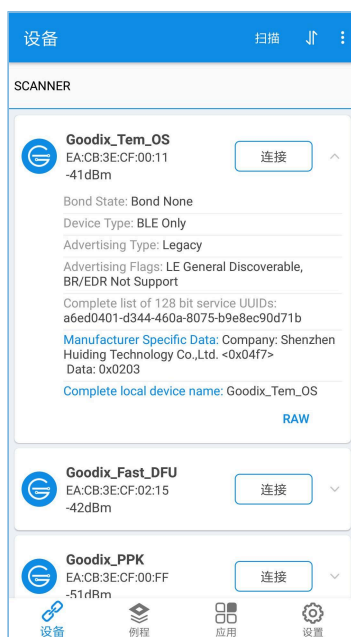 设备
扫描
SCANNER
Goodix_Tem_OS
EA:CB:3E:CF:00:11
-41dBm
连接
Bond State: Bond None
Device Type: BLE Only
Advertising Type: Legacy
Advertising Flags: LE General Discoverable,
BR/EDR Not Support
Complete list of 128 bit service UUIDs:
a6ed0401-d344-460a-8075-b9e8ec90d71b
Manufacturer Specific Data: Company: Shenzhen
Huiding Technology Co.,Ltd. <0x04f7>
Data: 0x0203
Complete local device name: Goodix_Tem_OS
RAW
Goodix_Fast_DFU
EA:CB:3E:CF:02:15
-42dBm
连接
Goodix_PPK
EA:CB:3E:CF:00:FF
-51dBm
连接
设备
例程
应用
设置